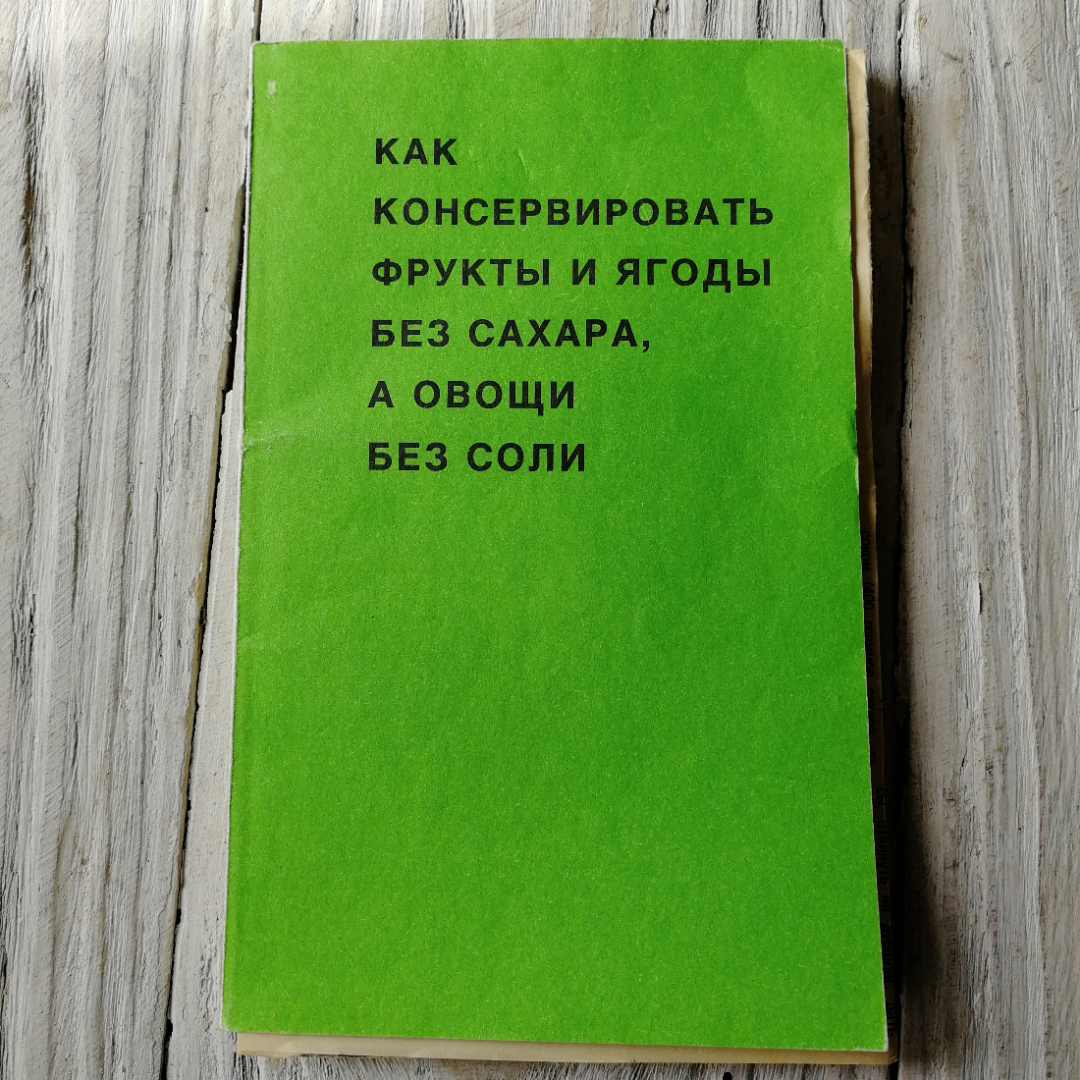 КАК
КОНСЕРВИРОВАТЬ
ФРУКТЫ И ЯГОДЫ
БЕЗ САХАРА,
А ОВОЩИ
БЕЗ СОЛИ